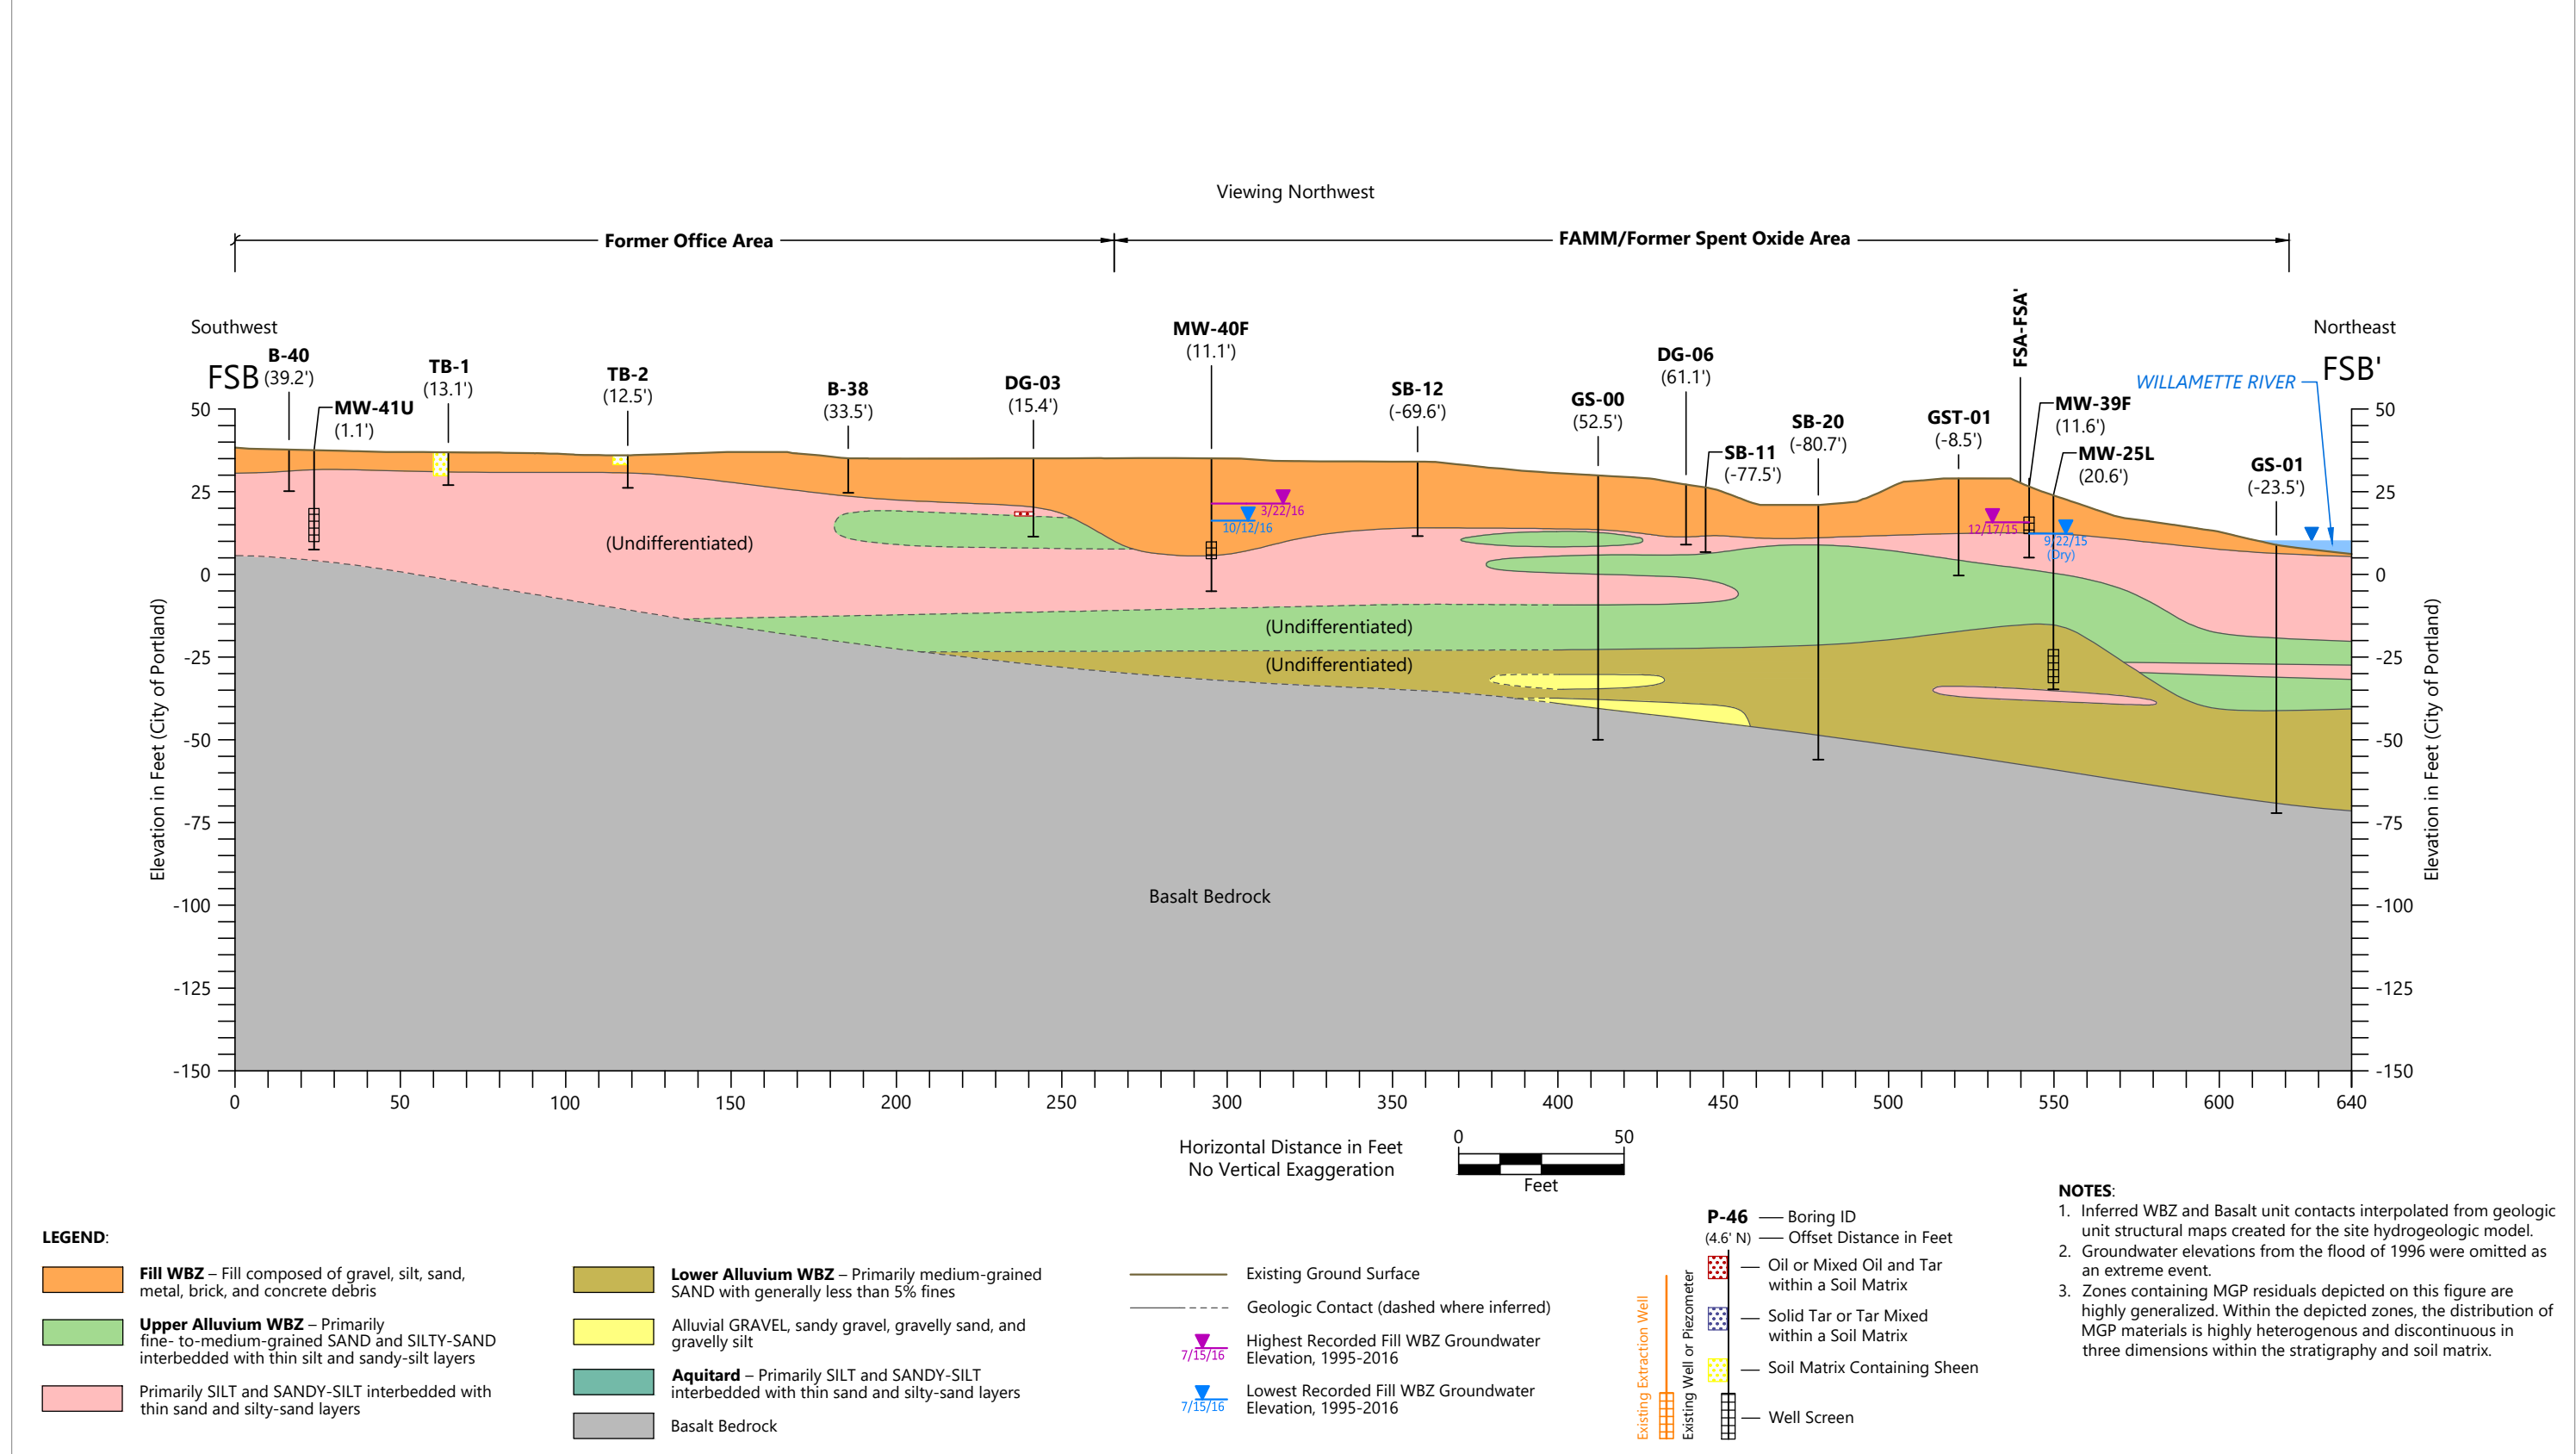 Viewing Northwest
Former Office Area
FAMM/Former Spent Oxide Area
Southwest
Northeast
FSB
FSB'
B-40
(39.2')
MW-41U
(1.1')
TB-1
(13.1')
TB-2
(12.5')
B-38
(33.5')
DG-03
(15.4')
MW-40F
(11.1')
SB-12
(-69.6')
GS-00
(52.5')
DG-06
(61.1')
SB-11
(-77.5')
SB-20
(-80.7')
GST-01
(-8.5')
FSA-FSA'
MW-39F
(11.6')
MW-25L
(20.6')
WILLAMETTE RIVER
GS-01
(-23.5')
3/22/16
10/12/16
12/17/15
9/22/15
(Dry)
(Undifferentiated)
(Undifferentiated)
(Undifferentiated)
Basalt Bedrock
Elevation in Feet (City of Portland)
50
25
0
-25
-50
-75
-100
-125
-150
Elevation in Feet (City of Portland)
50
25
0
-25
-50
-75
-100
-125
-150
0 50 100 150 200 250 300 350 400 450 500 550 600 640
Horizontal Distance in Feet
No Vertical Exaggeration
0 50
Feet
LEGEND:
Fill WBZ – Fill composed of gravel, silt, sand,
metal, brick, and concrete debris
Upper Alluvium WBZ – Primarily
fine- to-medium-grained SAND and SILTY-SAND
interbedded with thin silt and sandy-silt layers
Primarily SILT and SANDY-SILT interbedded with
thin sand and silty-sand layers
Lower Alluvium WBZ – Primarily medium-grained
SAND with generally less than 5% fines
Alluvial GRAVEL, sandy gravel, gravelly sand, and
gravelly silt
Aquitard – Primarily SILT and SANDY-SILT
interbedded with thin sand and silty-sand layers
Basalt Bedrock
Existing Ground Surface
Geologic Contact (dashed where inferred)
7/15/16
Highest Recorded Fill WBZ Groundwater
Elevation, 1995-2016
7/15/16
Lowest Recorded Fill WBZ Groundwater
Elevation, 1995-2016
Existing Extraction Well
Existing Well or Piezometer
P-46 Boring ID
(4.6' N) Offset Distance in Feet
Oil or Mixed Oil and Tar
within a Soil Matrix
Solid Tar or Tar Mixed
within a Soil Matrix
Soil Matrix Containing Sheen
Well Screen
NOTES:
1. Inferred WBZ and Basalt unit contacts interpolated from geologic
unit structural maps created for the site hydrogeologic model.
2. Groundwater elevations from the flood of 1996 were omitted as
an extreme event.
3. Zones containing MGP residuals depicted on this figure are
highly generalized. Within the depicted zones, the distribution of
MGP materials is highly heterogenous and discontinuous in
three dimensions within the stratigraphy and soil matrix.